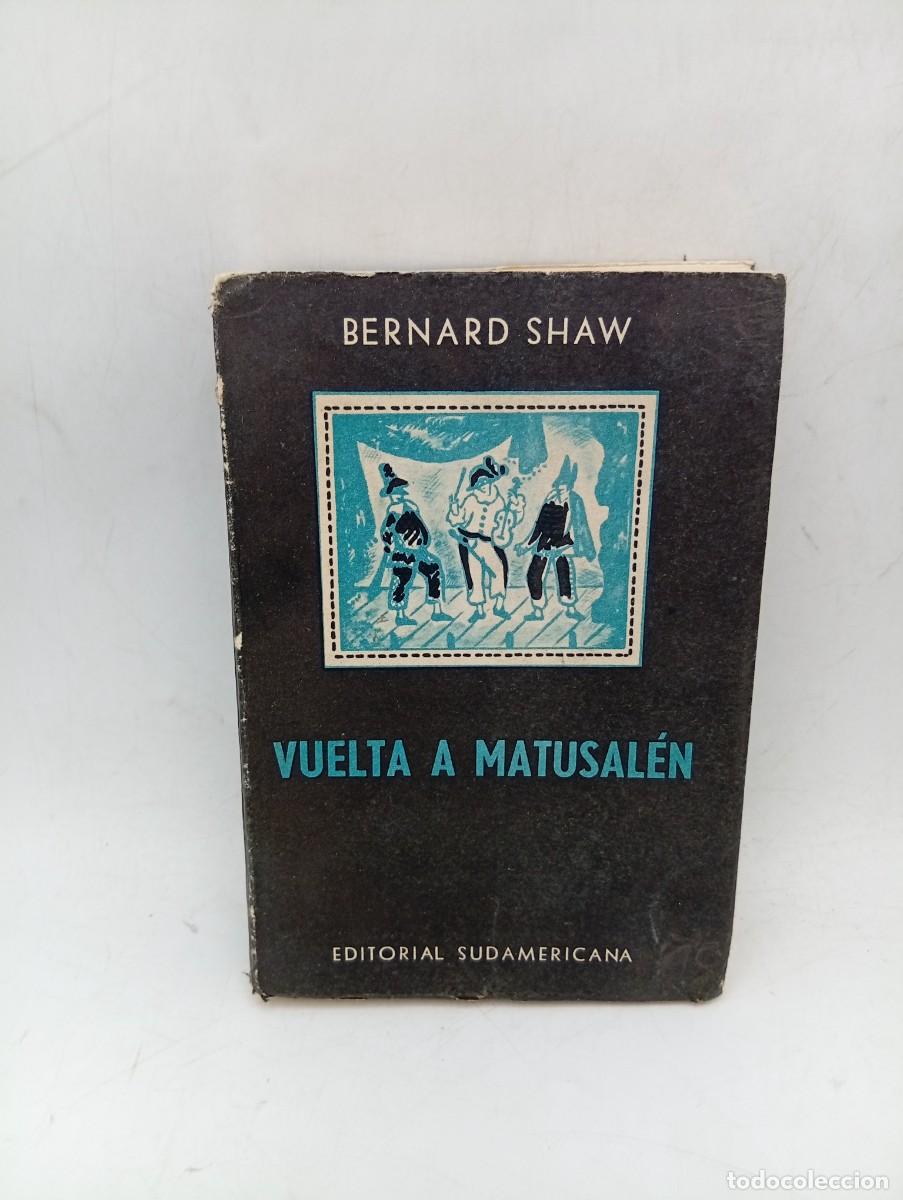 BERNARD SHAW
VUELTA A MATUSALÉN
EDITORIAL SUDAMERICANA
todocoleccion